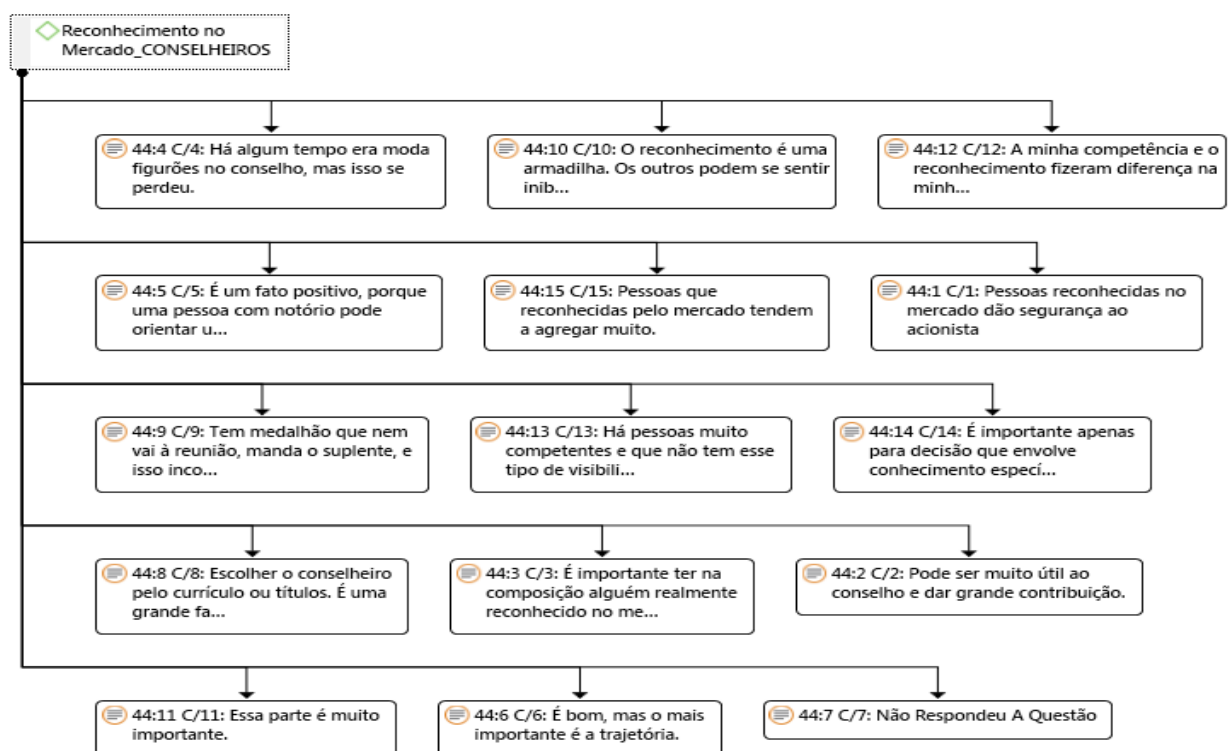 Reconhecimento no
Mercado_CONSELHEIROS
44:4 C/4: Há algum tempo era moda
figurões no conselho, mas isso se
perdeu.
44:10 C/10: O reconhecimento é uma
armadilha. Os outros podem se sentir
inib...
44:12 C/12: A minha competência e o
reconhecimento fizeram diferença na
minh...
44:5 C/5: É um fato positivo, porque
uma pessoa com notório pode
orientar u...
44:15 C/15: Pessoas que
reconhecidas pelo mercado tendem
a agregar muito.
44:1 C/1: Pessoas reconhecidas no
mercado dão segurança ao
acionista
44:9 C/9: Tem medalhão que nem
vai à reunião, manda o suplente, e
isso inco...
44:13 C/13: Há pessoas muito
competentes e que não tem esse
tipo de visibili...
44:14 C/14: É importante apenas
para decisão que envolve
conhecimento especí...
44:8 C/8: Escolher o conselheiro
pelo currículo ou títulos. É uma
grande fa...
44:3 C/3: É importante ter na
composição alguém realmente
reconhecido no me...
44:2 C/2: Pode ser muito útil ao
conselho e dar grande contribuição.
44:11 C/11: Essa parte é muito
importante.
44:6 C/6: É bom, mas o mais
importante é a trajetória.
44:7 C/7: Não Respondeu A Questão